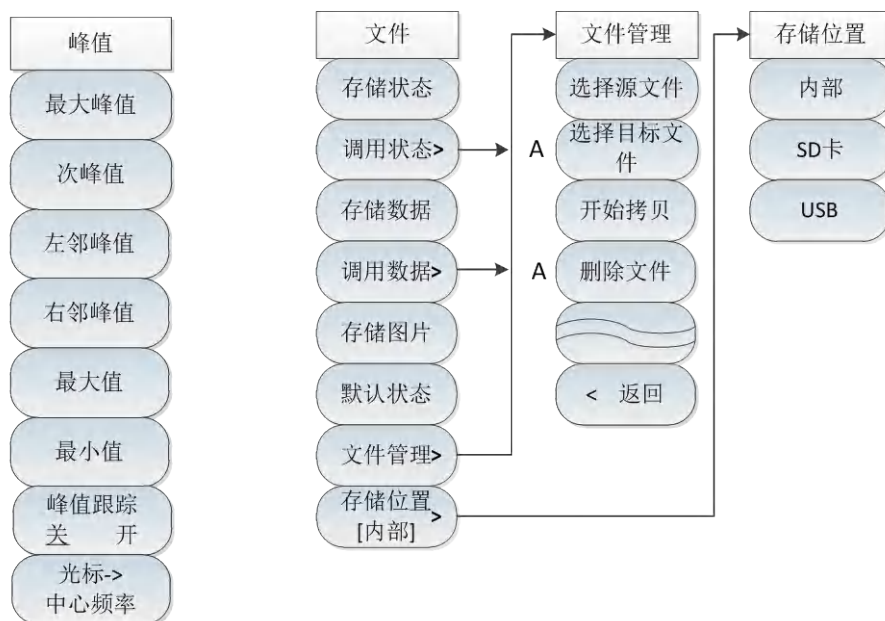 峰值
最大峰值
次峰值
左邻峰值
右邻峰值
最大值
最小值
峰值跟踪
关 开
光标->
中心频率
文件
存储状态
调用状态>
存储数据
调用数据>
存储图片
默认状态
文件管理>
存储位置
>
[内部]
A
A
文件管理
选择源文件
选择目标文
件
开始拷贝
删除文件
< 返回
存储位置
内部
SD卡
USB